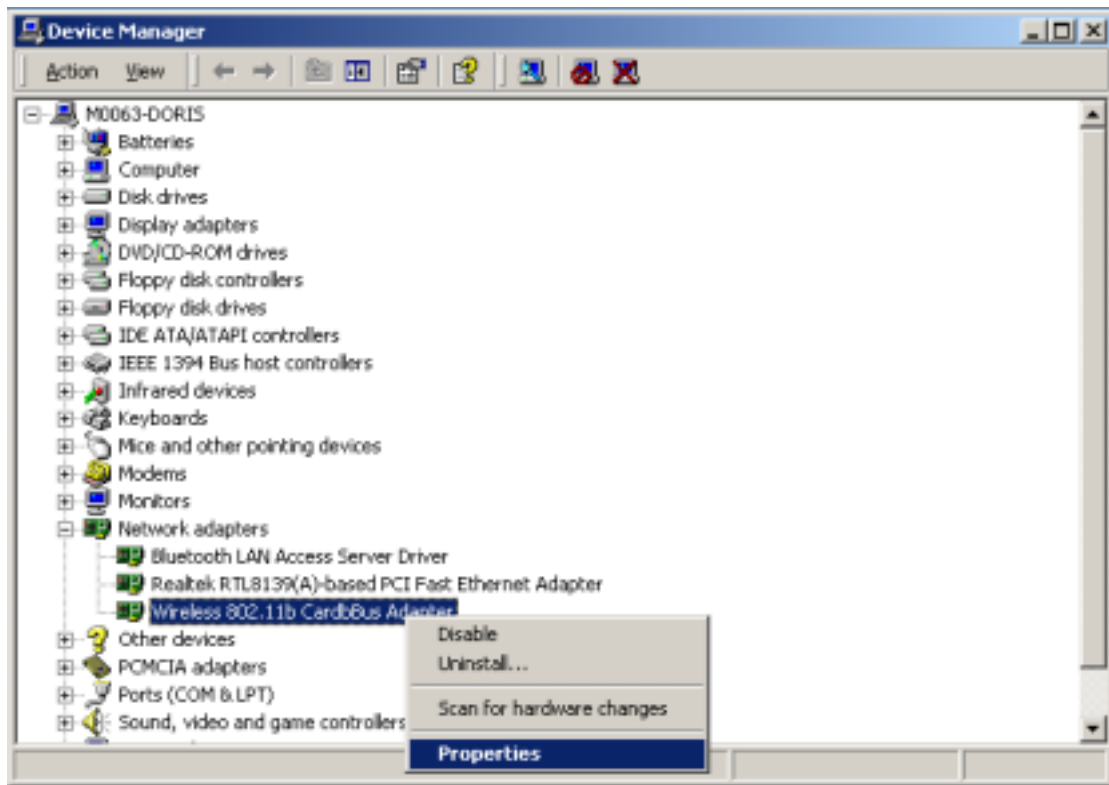 Device Manager
Action View
M0063-DORIS
Batteries
Computer
Disk drives
Display adapters
DVD/CD-ROM drives
Floppy disk controllers
Floppy disk drives
IDE ATA/ATAPI controllers
IEEE 1394 Bus host controllers
Infrared devices
Keyboards
Mice and other pointing devices
Modems
Monitors
Network adapters
Bluetooth LAN Access Server Driver
Realtek RTL8139(A)-based PCI Fast Ethernet Adapter
Wireless 802.11b CardbBus Adapter
Other devices
PCMCIA adapters
Ports (COM & LPT)
Sound, video and game controllers
Disable
Uninstall...
Scan for hardware changes
Properties